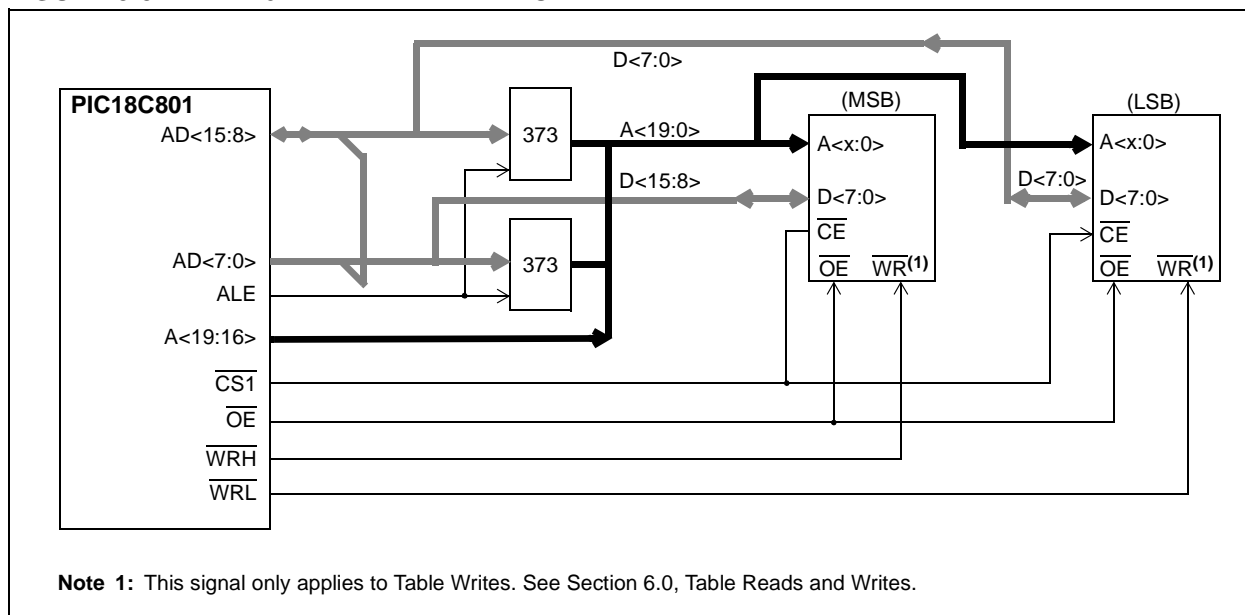 D<7:0>
PIC18C801
(MSB)
(LSB)
AD<15:8>
373
A<19:0>
A<x:0>
A<x:0>
D<15:8>
D<7:0>
D<7:0>
D<7:0>
CE
CE
AD<7:0>
373
OE
WR(1)
OE
WR(1)
ALE
A<19:16>
CS1
OE
WRH
WRL
Note 1: This signal only applies to Table Writes. See Section 6.0, Table Reads and Writes.